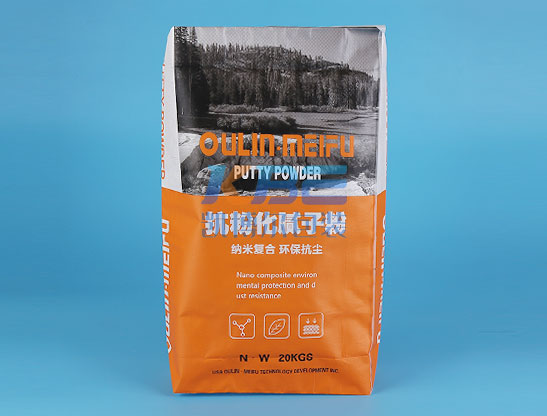 OULIN-MEIFU
PUTTY POWDER
抗粉化腻子粉
纳米复合 环保抗尘
Nano composite environ
mental protection and d
ust resistance
N·W 20KGS
USA OULIN - MEIFU TECHNOLOGY DEVELOPMENT INC.
OULIN-MEIFU